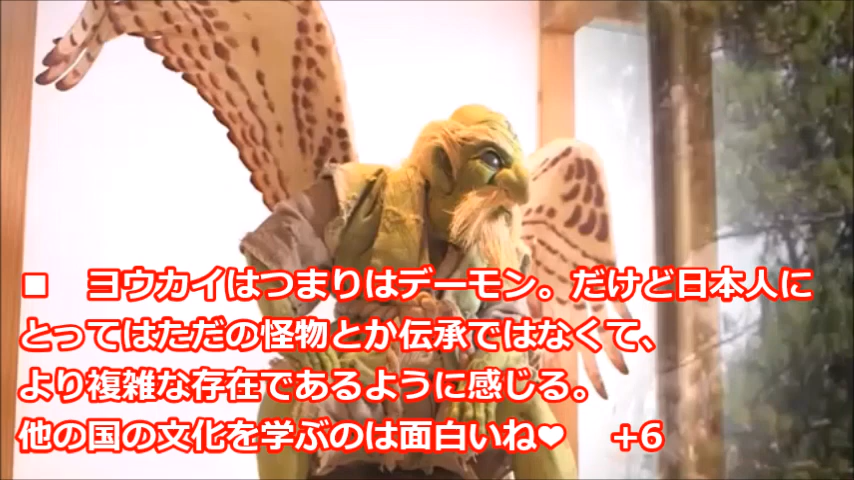 ■　ヨウカイはつまりはデーモン。だけど日本人に
とってはただの怪物とか伝承ではなくて、
より複雑な存在であるように感じる。
他の国の文化を学ぶのは面白いね❤　+6